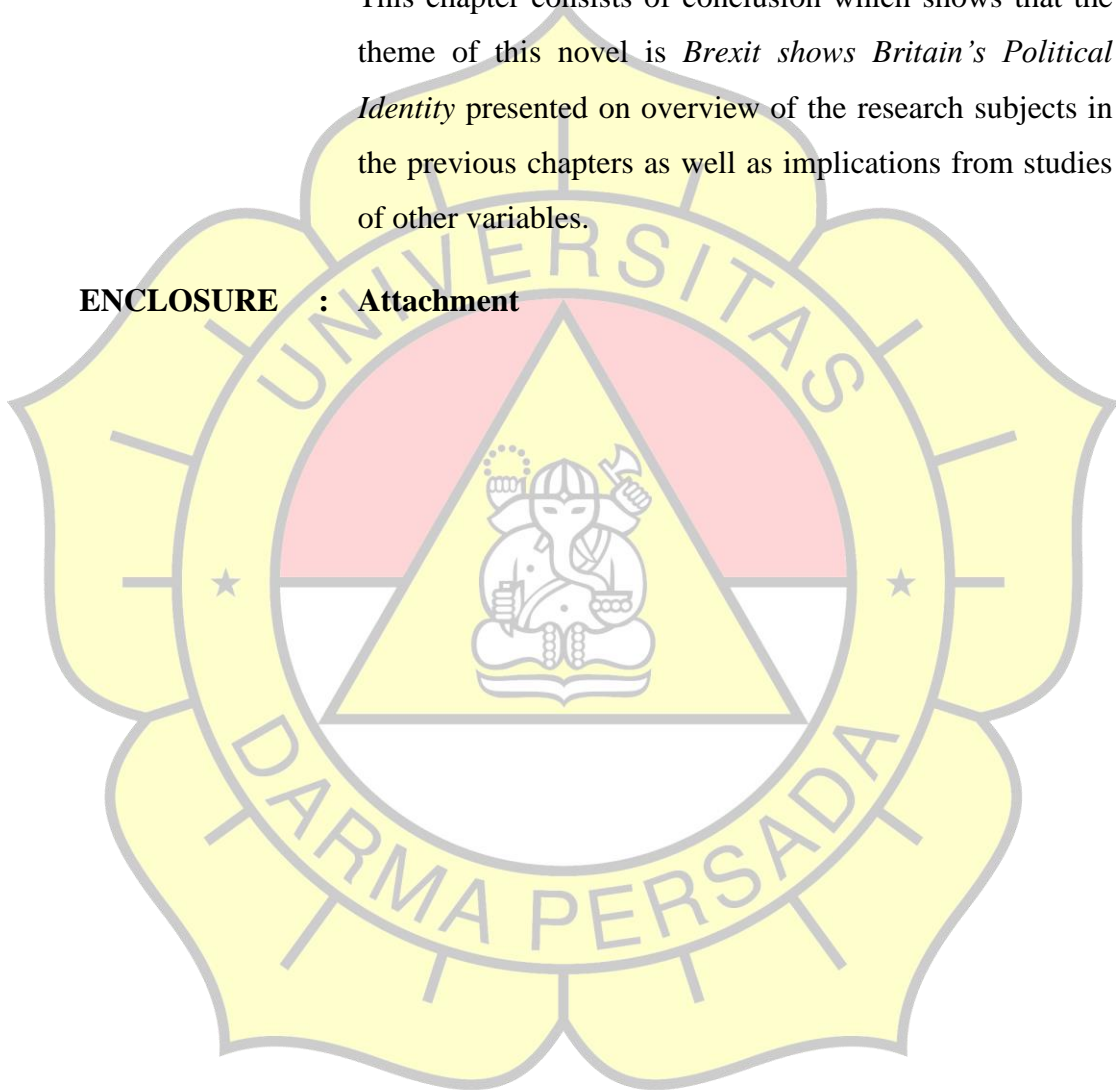 This chapter consists of conclusion which shows that the
theme of this novel is Brexit shows Britain's Political
Identity presented on overview of the research subjects in
the previous chapters as well as implications from studies
of other variables.
ENCLOSURE : Attachment
UNIVERSITAS
DARMA PERSADA